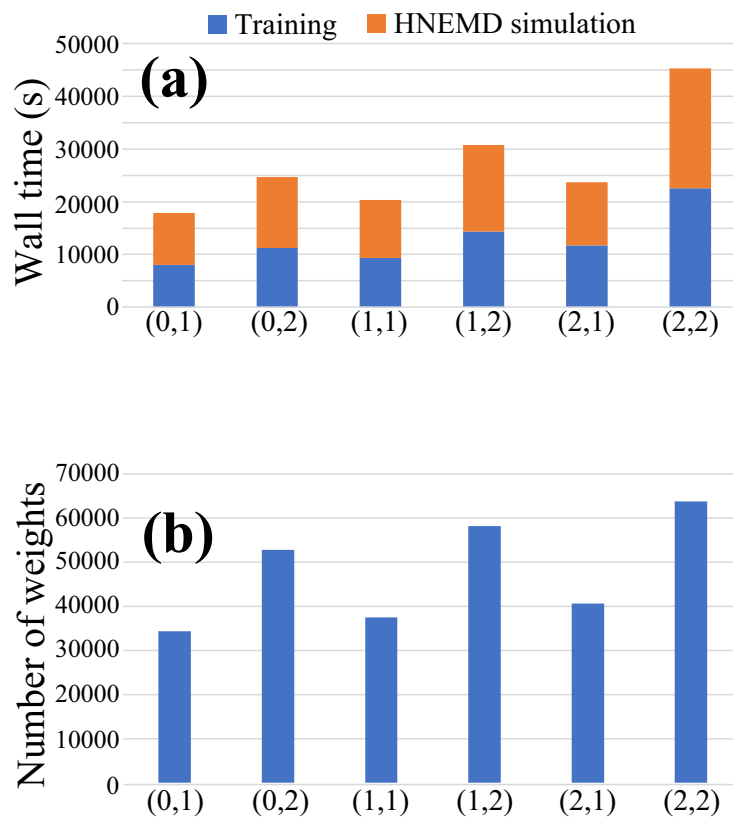 Training HNEMD simulation
(a)
Wall time (s)
50000
40000
30000
20000
10000
0
(0,1) (0,2) (1,1) (1,2) (2,1) (2,2)
(b)
Number of weights
70000
60000
50000
40000
30000
20000
10000
0
(0,1) (0,2) (1,1) (1,2) (2,1) (2,2)